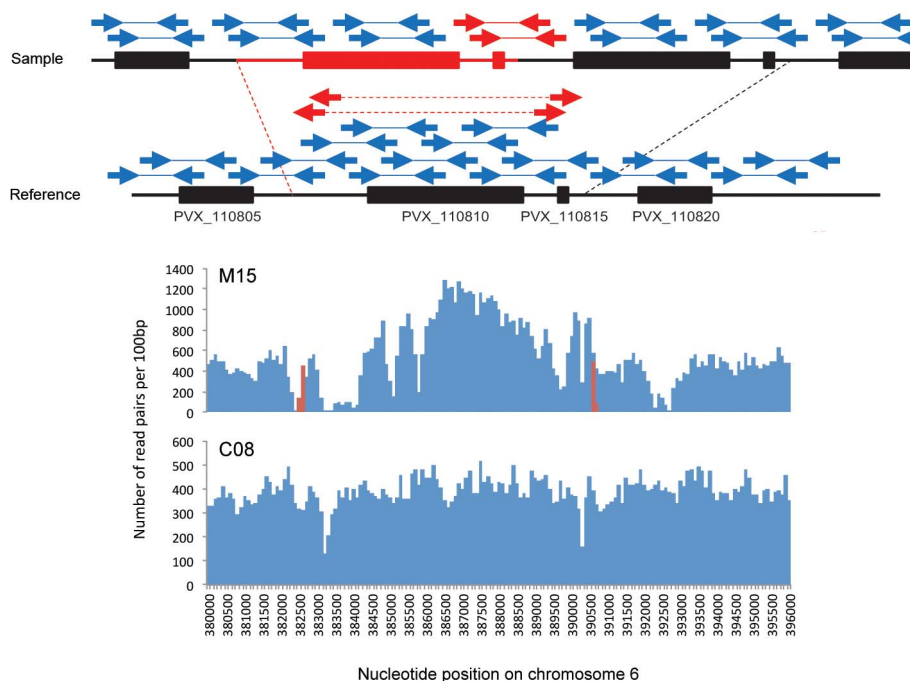 Sample
Reference
PVX_110805 PVX_110810 PVX_110815 PVX_110820
Number of read pairs per 100bp
M15
1400
1200
1000
800
600
400
200
0
C08
600
500
400
300
200
100
0
380000 380500 381000 381500 382000 382500 383000 383500 384000 384500 385000 385500 386000 386500 387000 387500 388000 388500 389000 389500 390000 390500 391000 391500 392000 392500 393000 393500 394000 394500 395000 395500 396000
Nucleotide position on chromosome 6